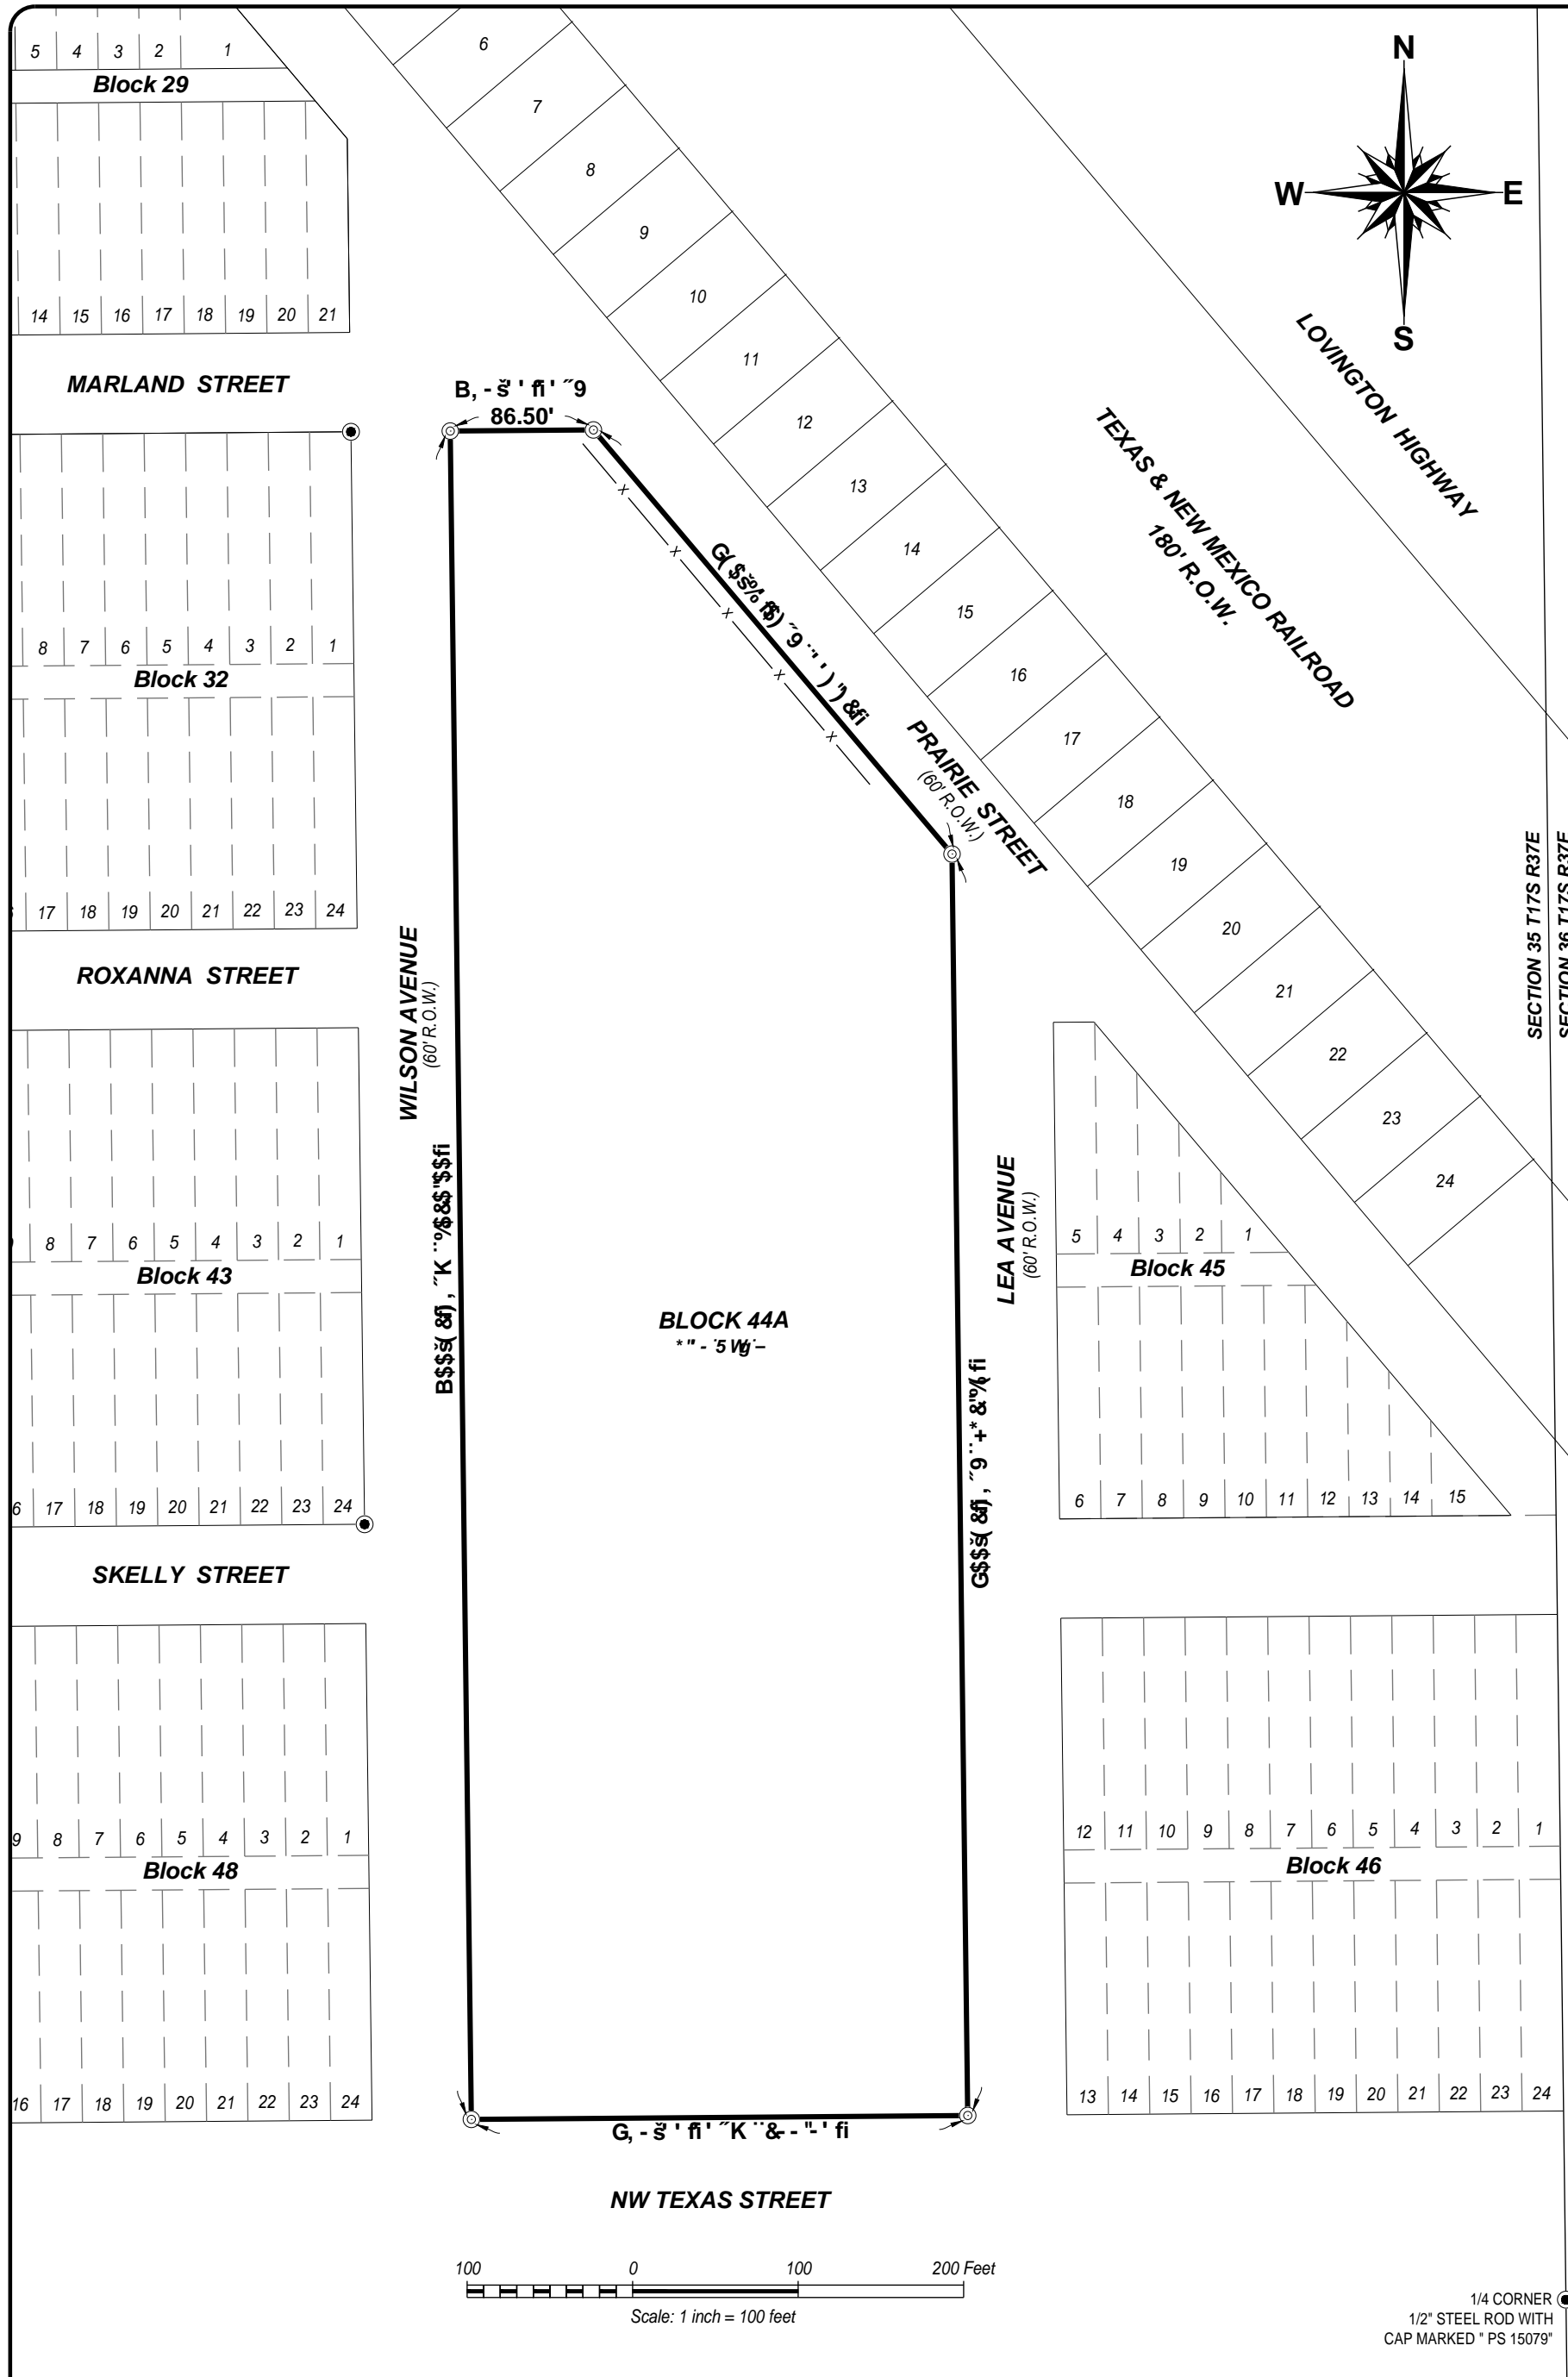 5 4 3 2 1
Block 29
14 15 16 17 18 19 20 21
MARLAND STREET
8 7 6 5 4 3 2 1
Block 32
17 18 19 20 21 22 23 24
ROXANNA STREET
8 7 6 5 4 3 2 1
Block 43
6 17 18 19 20 21 22 23 24
SKELLY STREET
9 8 7 6 5 4 3 2 1
Block 48
16 17 18 19 20 21 22 23 24
WILSON AVENUE
(60' R.O.W.)
86.50'
BLOCK 44A
NW TEXAS STREET
6
7
8
9
10
11
12
13
14
15
16
17
18
19
20
21
22
23
24
PRAIRIE STREET
(60' R.O.W.)
TEXAS & NEW MEXICO RAILROAD
180' R.O.W.
LOVINGTON HIGHWAY
N
W E
S
LEA AVENUE
(60' R.O.W.)
5 4 3 2 1
Block 45
6 7 8 9 10 11 12 13 14 15
12 11 10 9 8 7 6 5 4 3 2 1
Block 46
13 14 15 16 17 18 19 20 21 22 23 24
SECTION 35 T17S R37E
SECTION 36 T17S R37E
100 0 100 200 Feet
Scale: 1 inch = 100 feet
1/4 CORNER
1/2" STEEL ROD WITH
CAP MARKED " PS 15079"